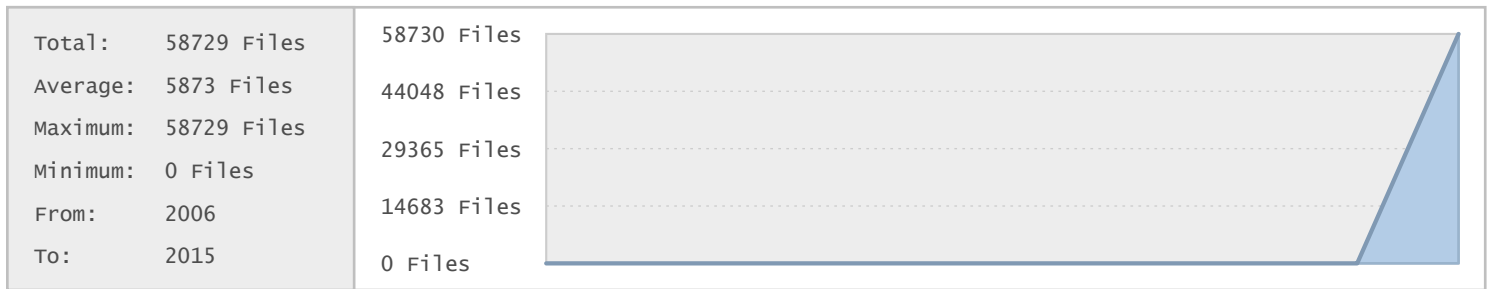 Total: 58729 Files
Average: 5873 Files
Maximum: 58729 Files
Minimum: 0 Files
From: 2006
To: 2015
58730 Files
44048 Files
29365 Files
14683 Files
0 Files